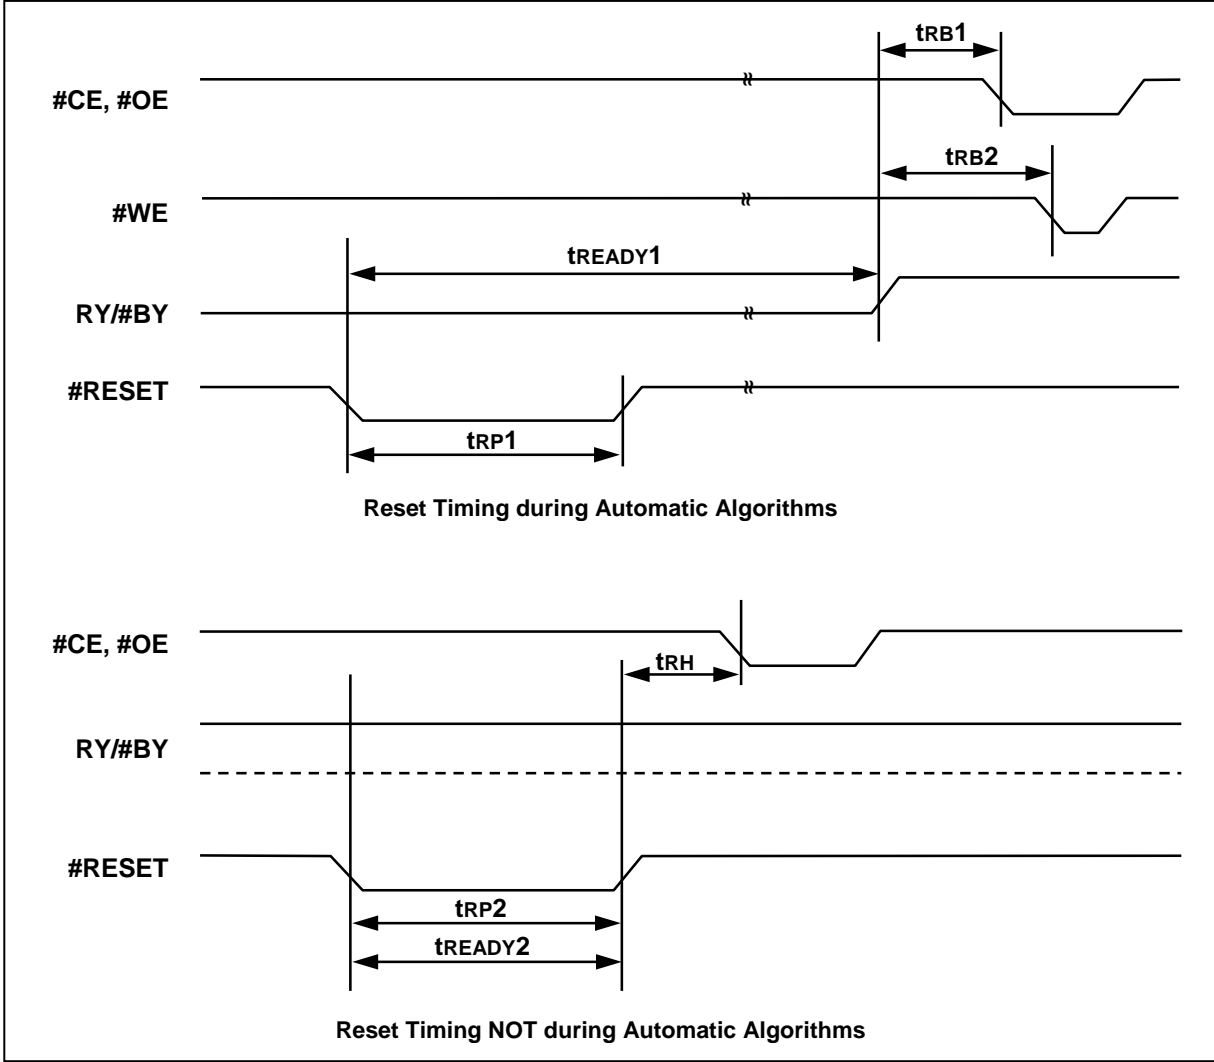 tRB1
#CE, #OE
tRB2
#WE
tREADY1
RY/#BY
#RESET
tRP1
Reset Timing during Automatic Algorithms
#CE, #OE
tRH
RY/#BY
#RESET
tRP2
tREADY2
Reset Timing NOT during Automatic Algorithms